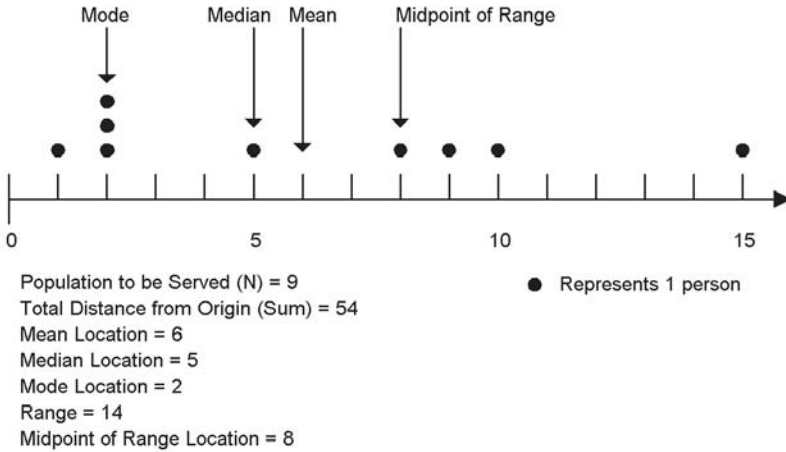 Mode Median Mean Midpoint of Range
0 5 10 15
Population to be Served (N) = 9
Represents 1 person
Total Distance from Origin (Sum) = 54
Mean Location = 6
Median Location = 5
Mode Location = 2
Range = 14
Midpoint of Range Location = 8